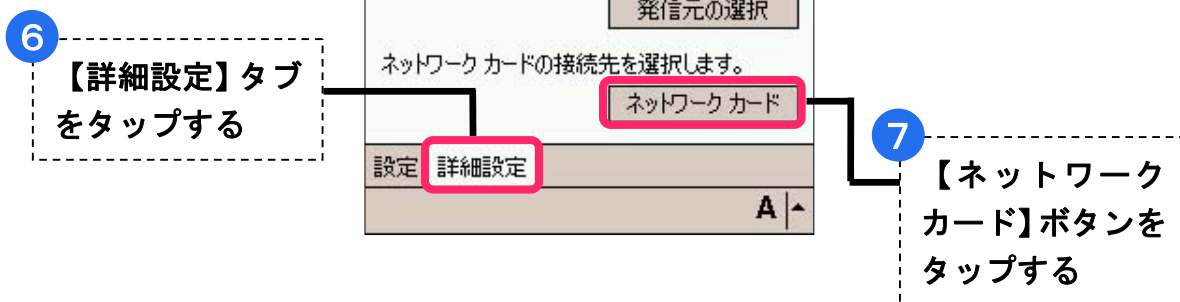 発信元の選択
6
【詳細設定】タブ
をタップする
ネットワーク カードの接続先を選択します。
ネットワーク カード
設定 詳細設定
A
7
【ネットワーク
カード】ボタンを
タップする